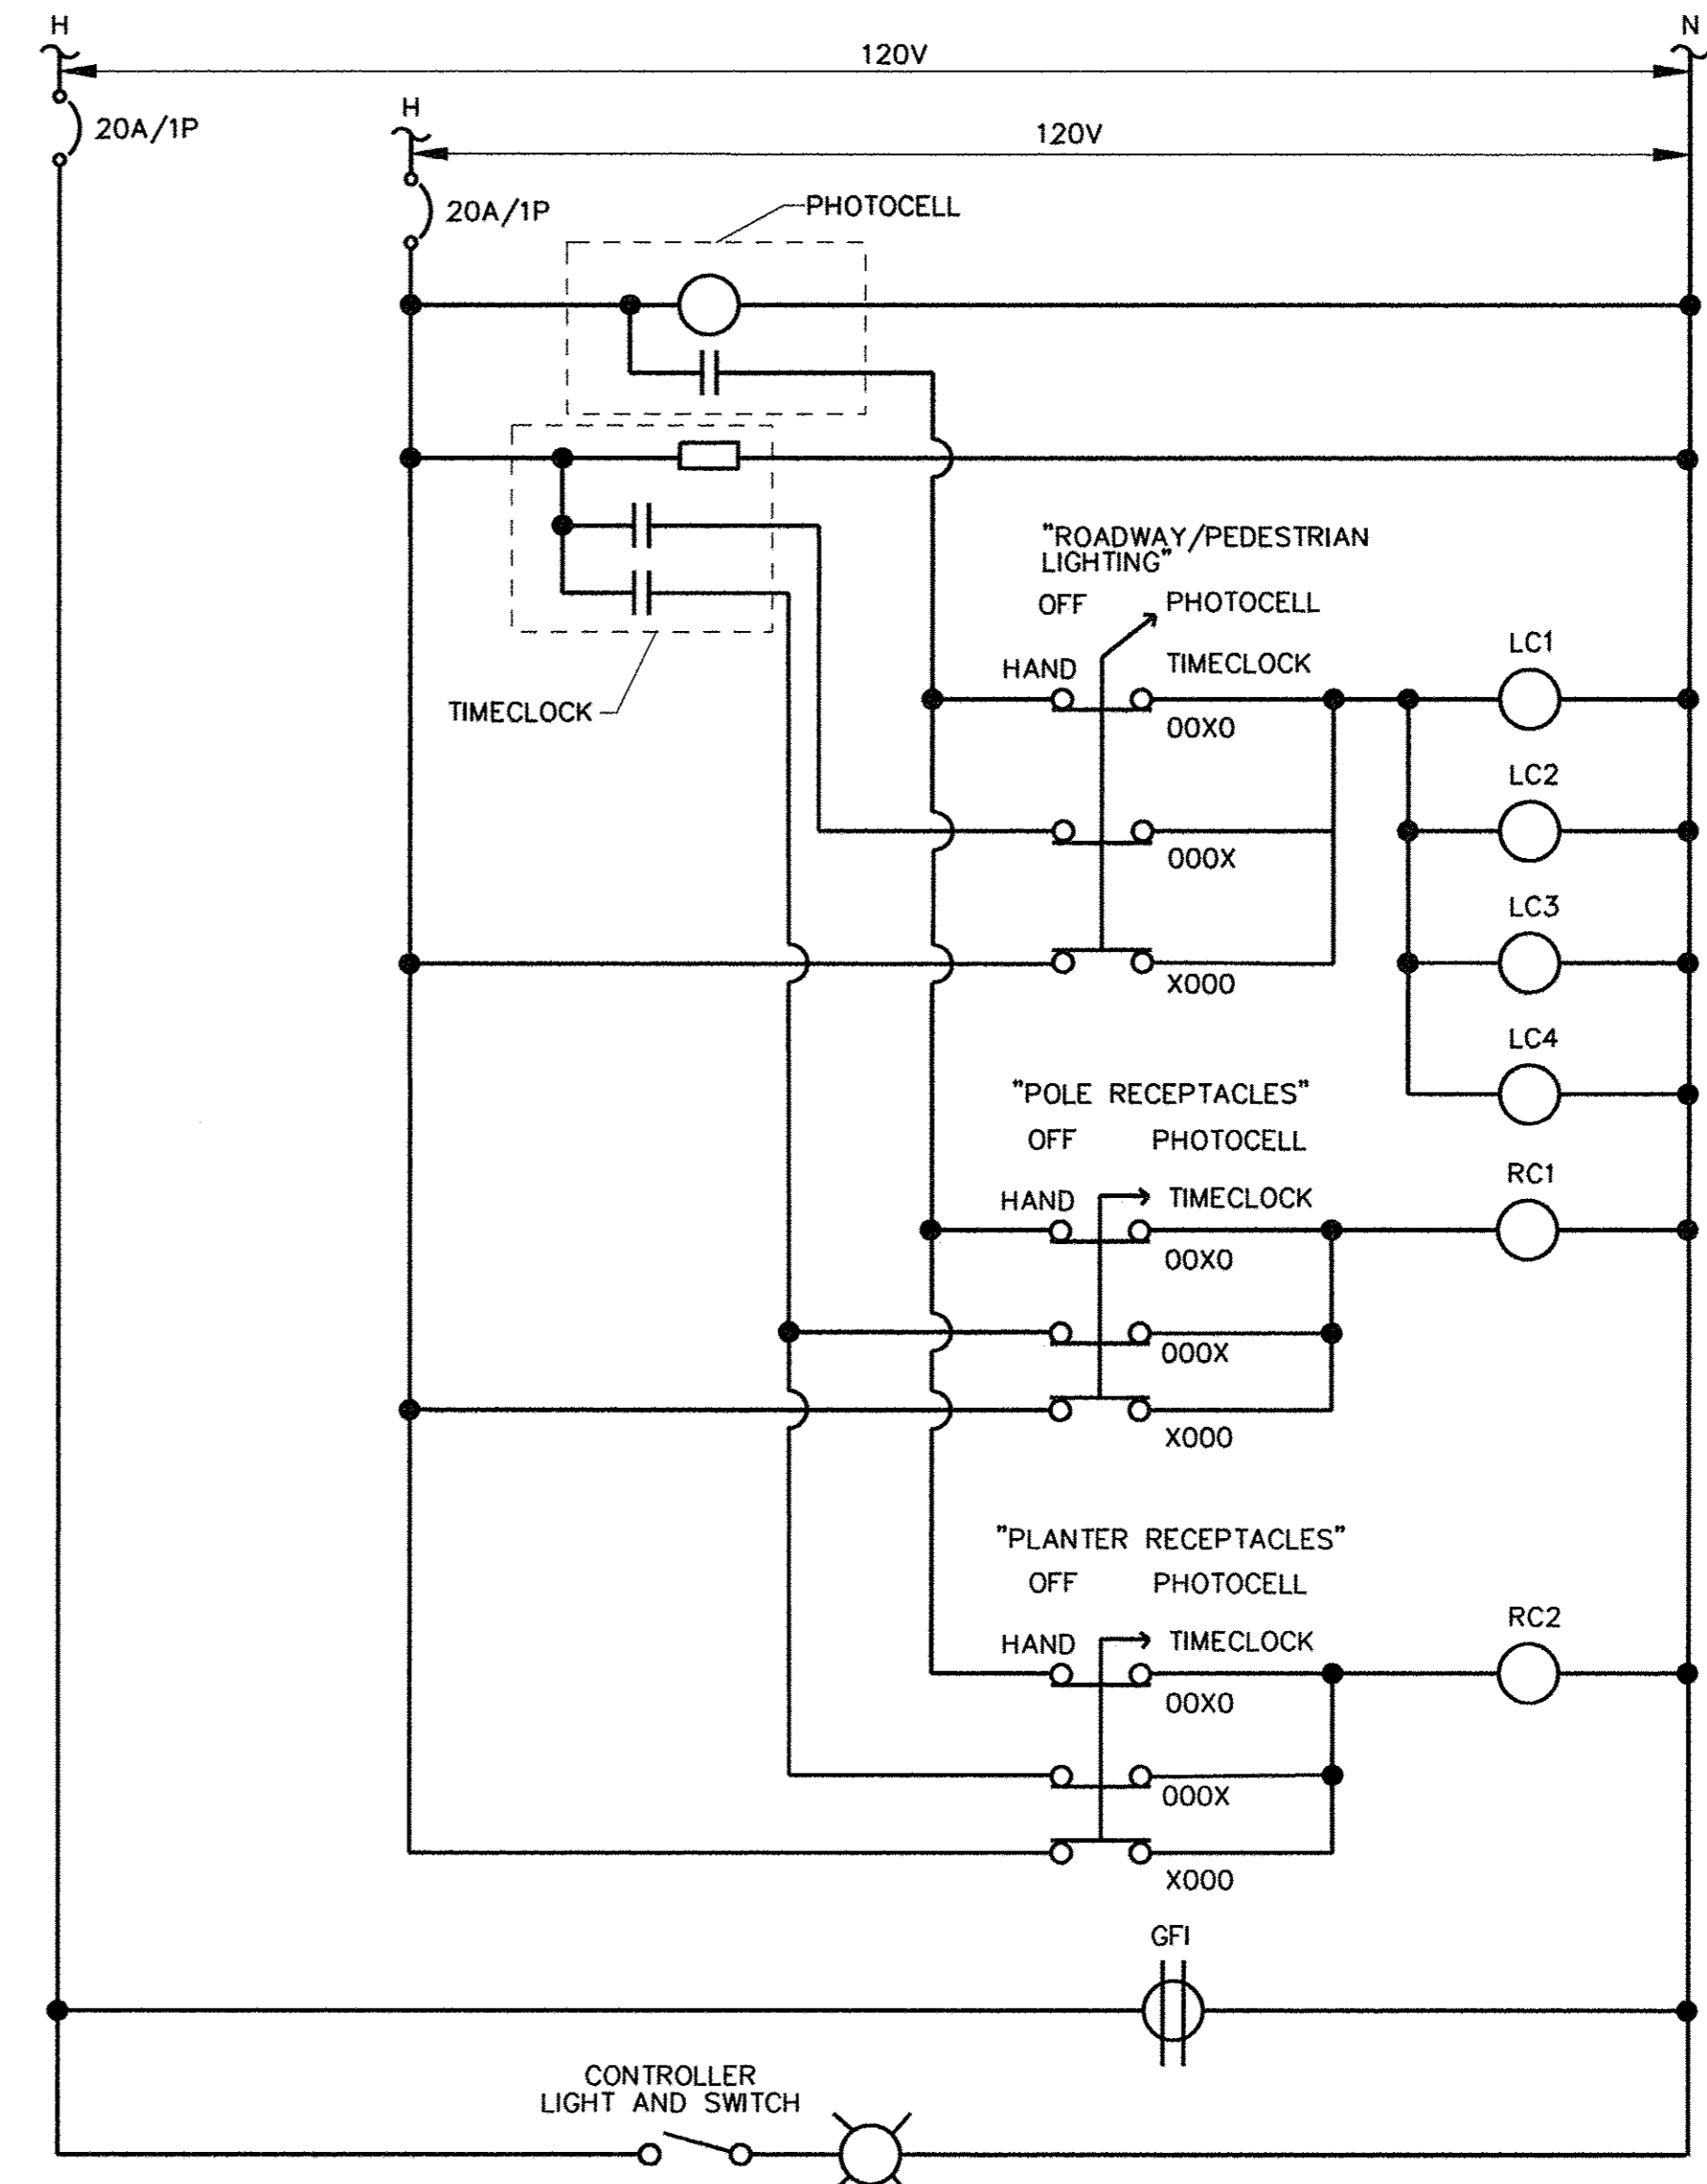 H
N
120V
20A/1P
H
120V
20A/1P
PHOTOCELL
TIMECLOCK
"ROADWAY/PEDESTRIAN
LIGHTING"
OFF PHOTOCELL
HAND TIMECLOCK
00X0
000X
X000
LC1
LC2
LC3
LC4
"POLE RECEPTACLES"
OFF PHOTOCELL
HAND TIMECLOCK
00X0
000X
X000
RC1
"PLANTER RECEPTACLES"
OFF PHOTOCELL
HAND TIMECLOCK
00X0
000X
X000
RC2
GFI
CONTROLLER
LIGHT AND SWITCH